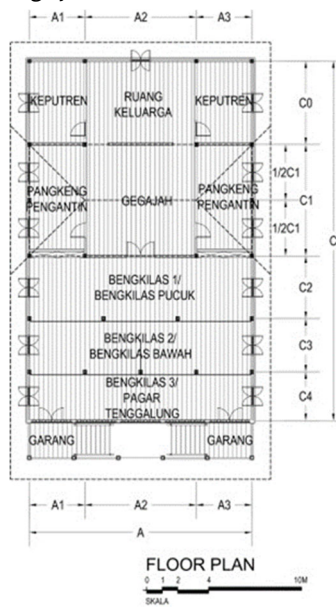 A1 A2 A3
KEPUTREN RUANG KELUARGA KEPUTREN
C0
1/2C1
PANGKENG PENGANTIN GEGAJAH PANGKENG PENGANTIN
C1
1/2C1
C
BENGKILAS 1/
BENGKILAS PUCUK
C2
BENGKILAS 2/
BENGKILAS BAWAH
C3
BENGKILAS 3/
PAGAR
TENGGALUNG
C4
GARANG GARANG
A1 A2 A3
A
FLOOR PLAN
0 1 2 4 10M
SKALA